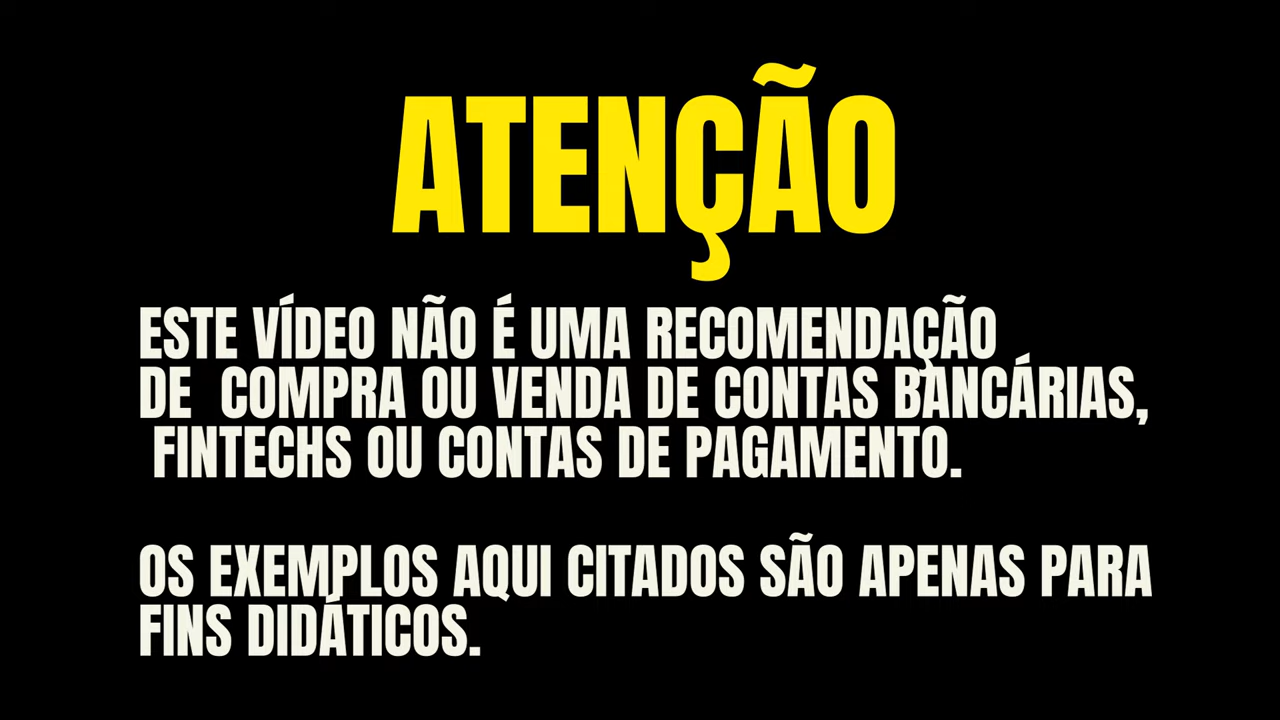 ATENÇÃO
ESTE VÍDEO NÃO É UMA RECOMENDAÇÃO
DE COMPRA OU VENDA DE CONTAS BANCÁRIAS,
FINTECHS OU CONTAS DE PAGAMENTO.
OS EXEMPLOS AQUI CITADOS SÃO APENAS PARA
FINS DIDÁTICOS.